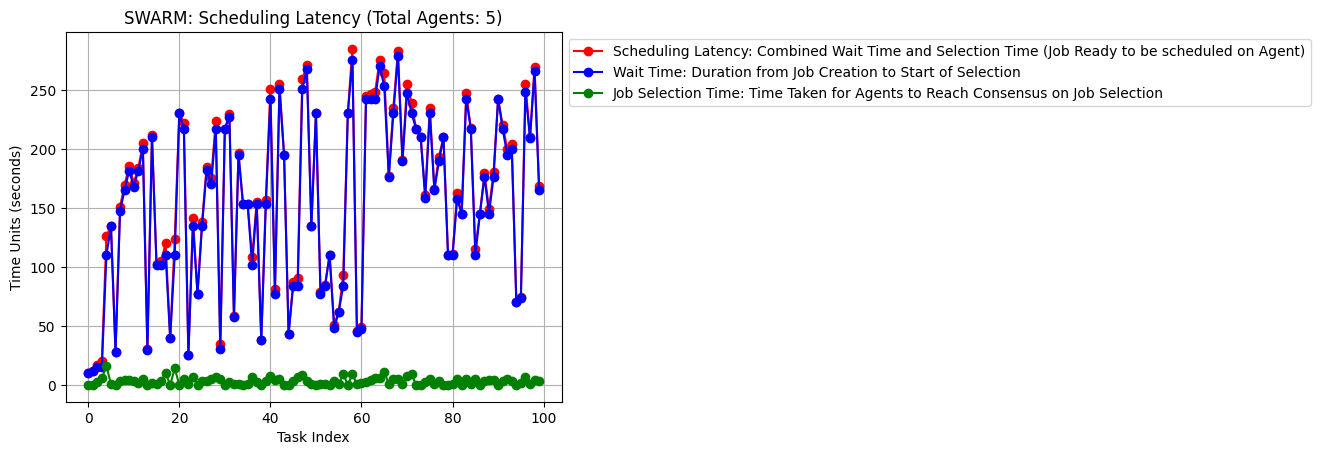 SWARM: Scheduling Latency (Total Agents: 5)
Scheduling Latency: Combined Wait Time and Selection Time (Job Ready to be scheduled on Agent)
Wait Time: Duration from Job Creation to Start of Selection
Job Selection Time: Time Taken for Agents to Reach Consensus on Job Selection
Time Units (seconds)
250
200
150
100
50
0
0 20 40 60 80 100
Task Index